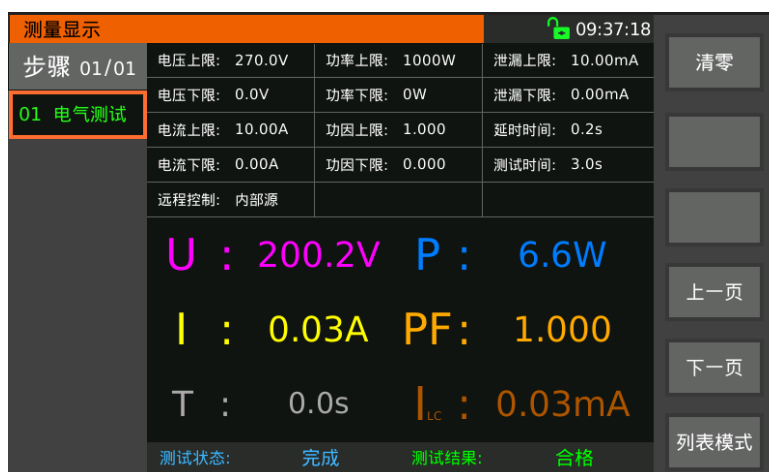 测量显示 09:37:18
步骤 01/01
01 电气测试
电压上限: 270.0V 功率上限: 1000W 泄漏上限: 10.00mA
电压下限: 0.0V 功率下限: 0W 泄漏下限: 0.00mA
电流上限: 10.00A 功因上限: 1.000 延时时间: 0.2s
电流下限: 0.00A 功因下限: 0.000 测试时间: 3.0s
远程控制: 内部源
U : 200.2V P : 6.6W
I : 0.03A PF: 1.000
T : 0.0s ILC : 0.03mA
测试状态: 完成 测试结果: 合格
清零
上一页
下一页
列表模式